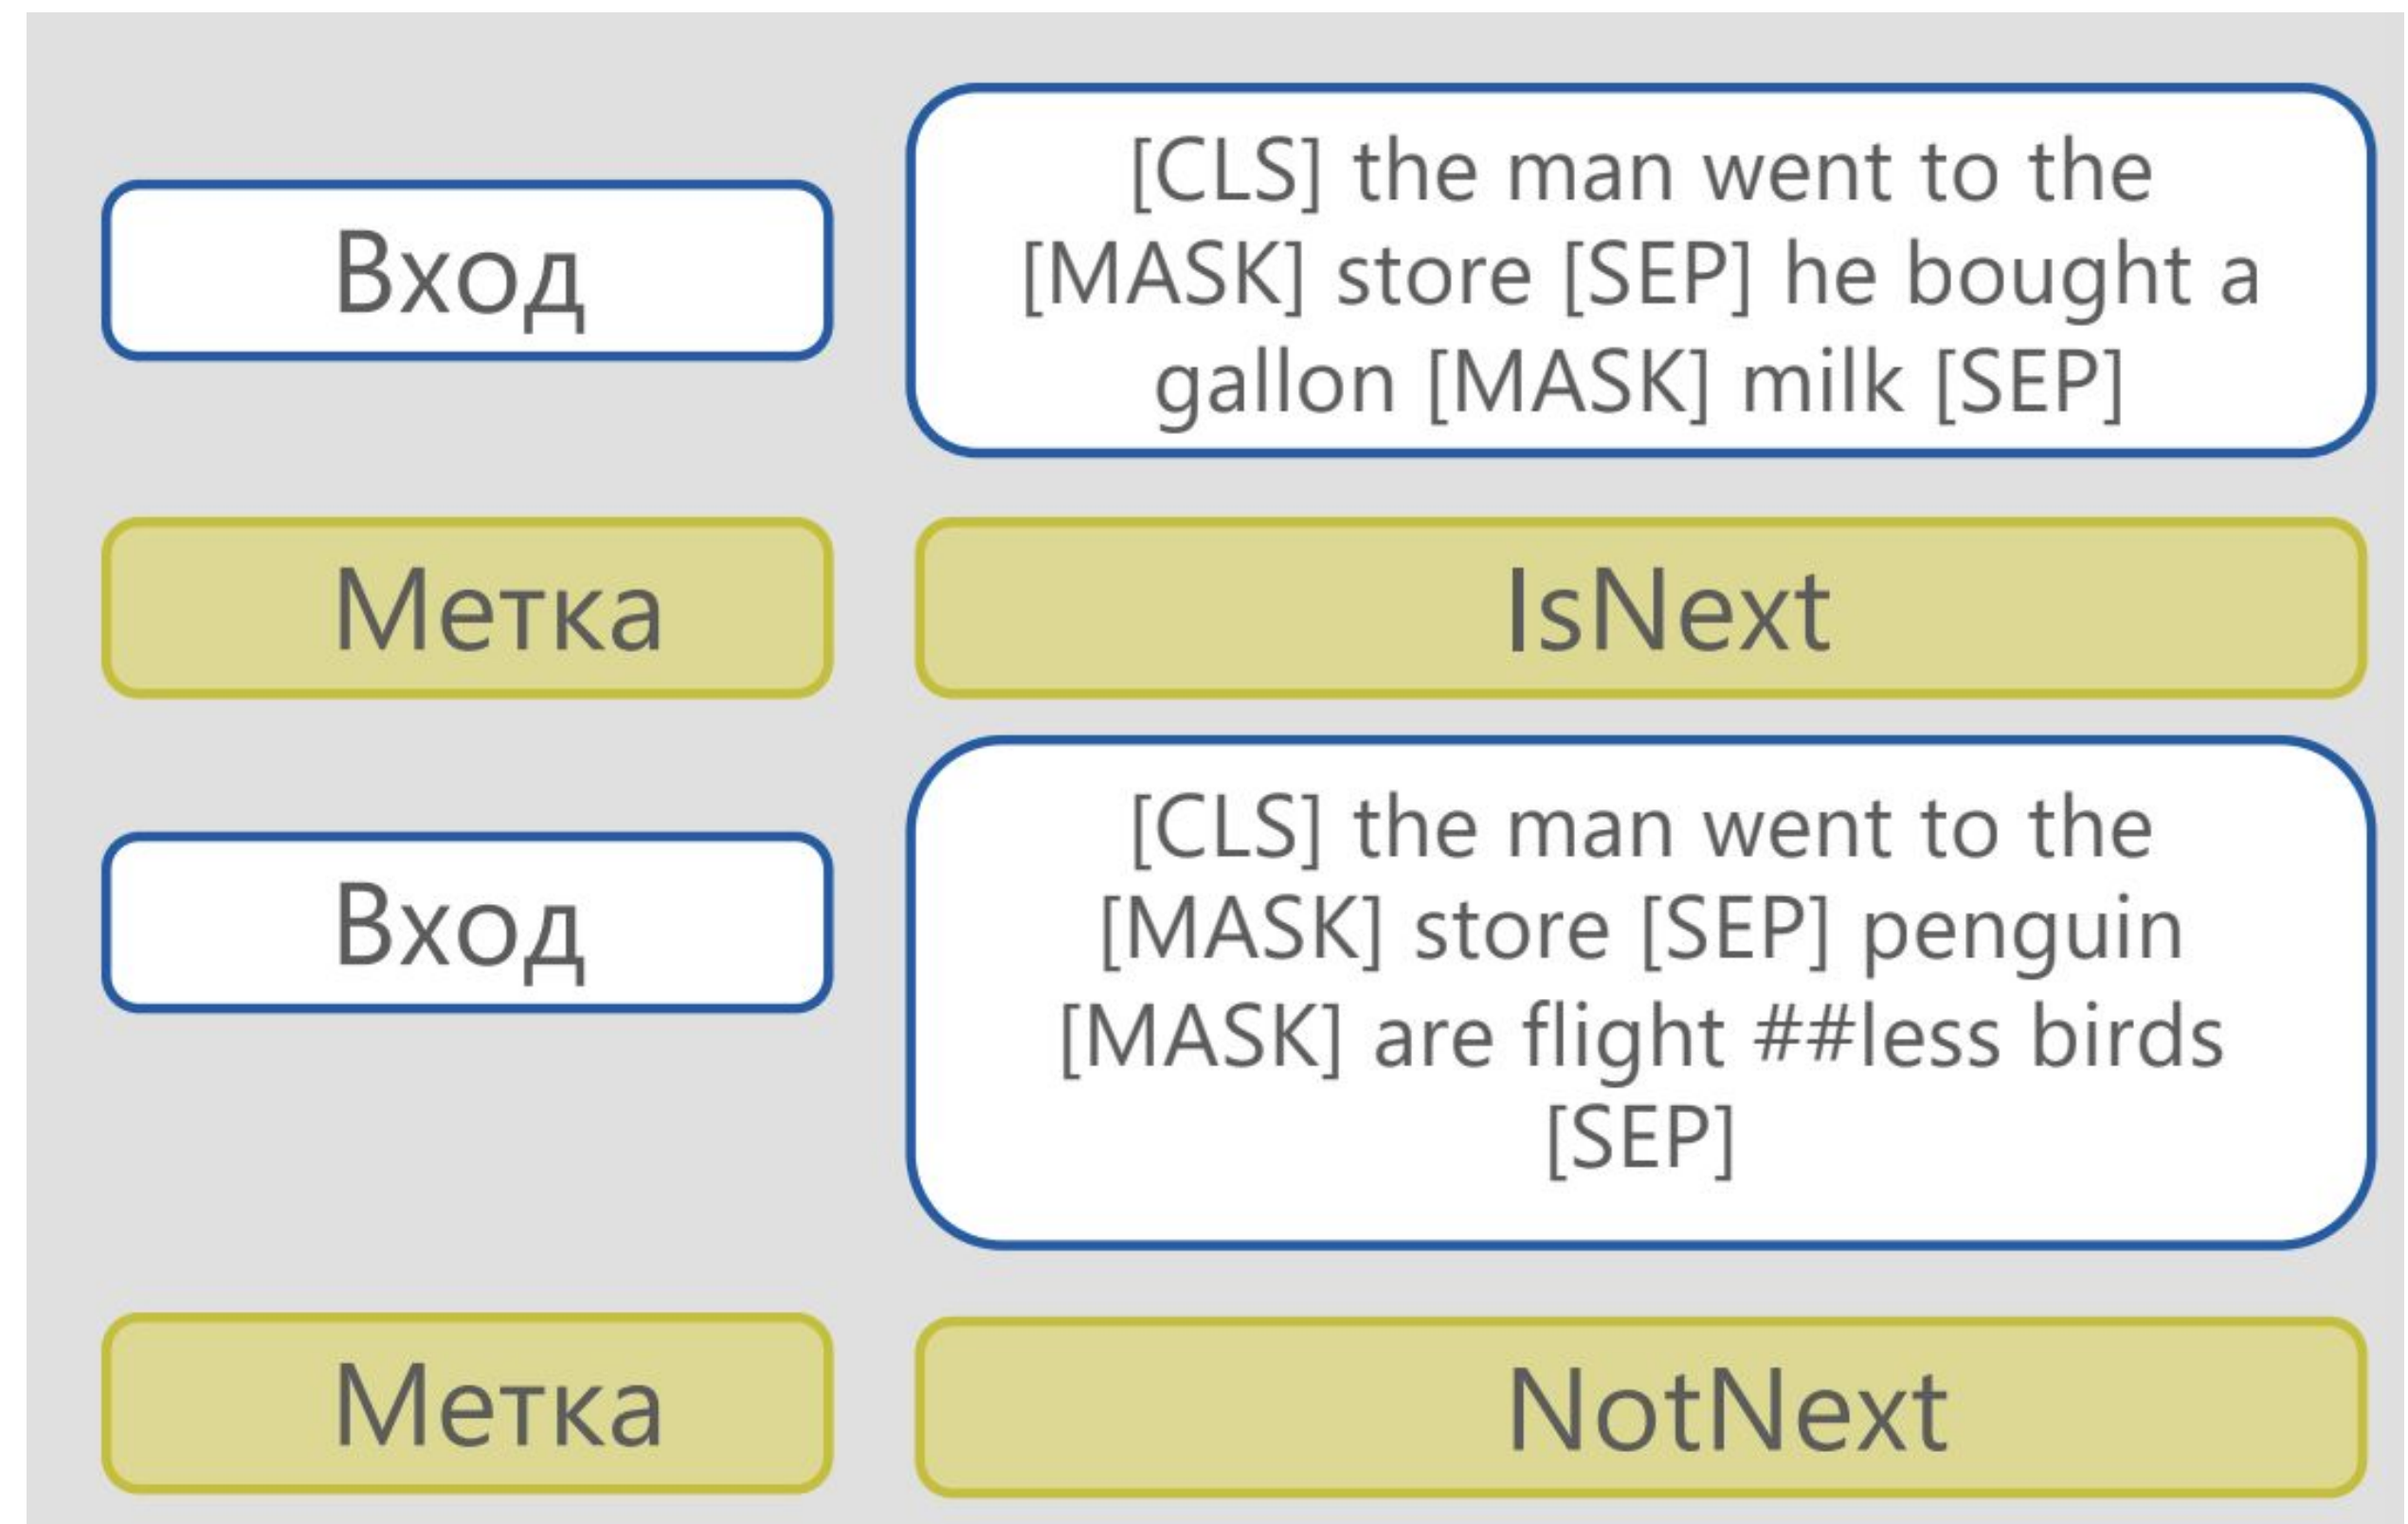 Вход
[CLS] the man went to the
[MASK] store [SEP] he bought a
gallon [MASK] milk [SEP]
Метка
IsNext
Вход
[CLS] the man went to the
[MASK] store [SEP] penguin
[MASK] are flight ##less birds
[SEP]
Метка
NotNext